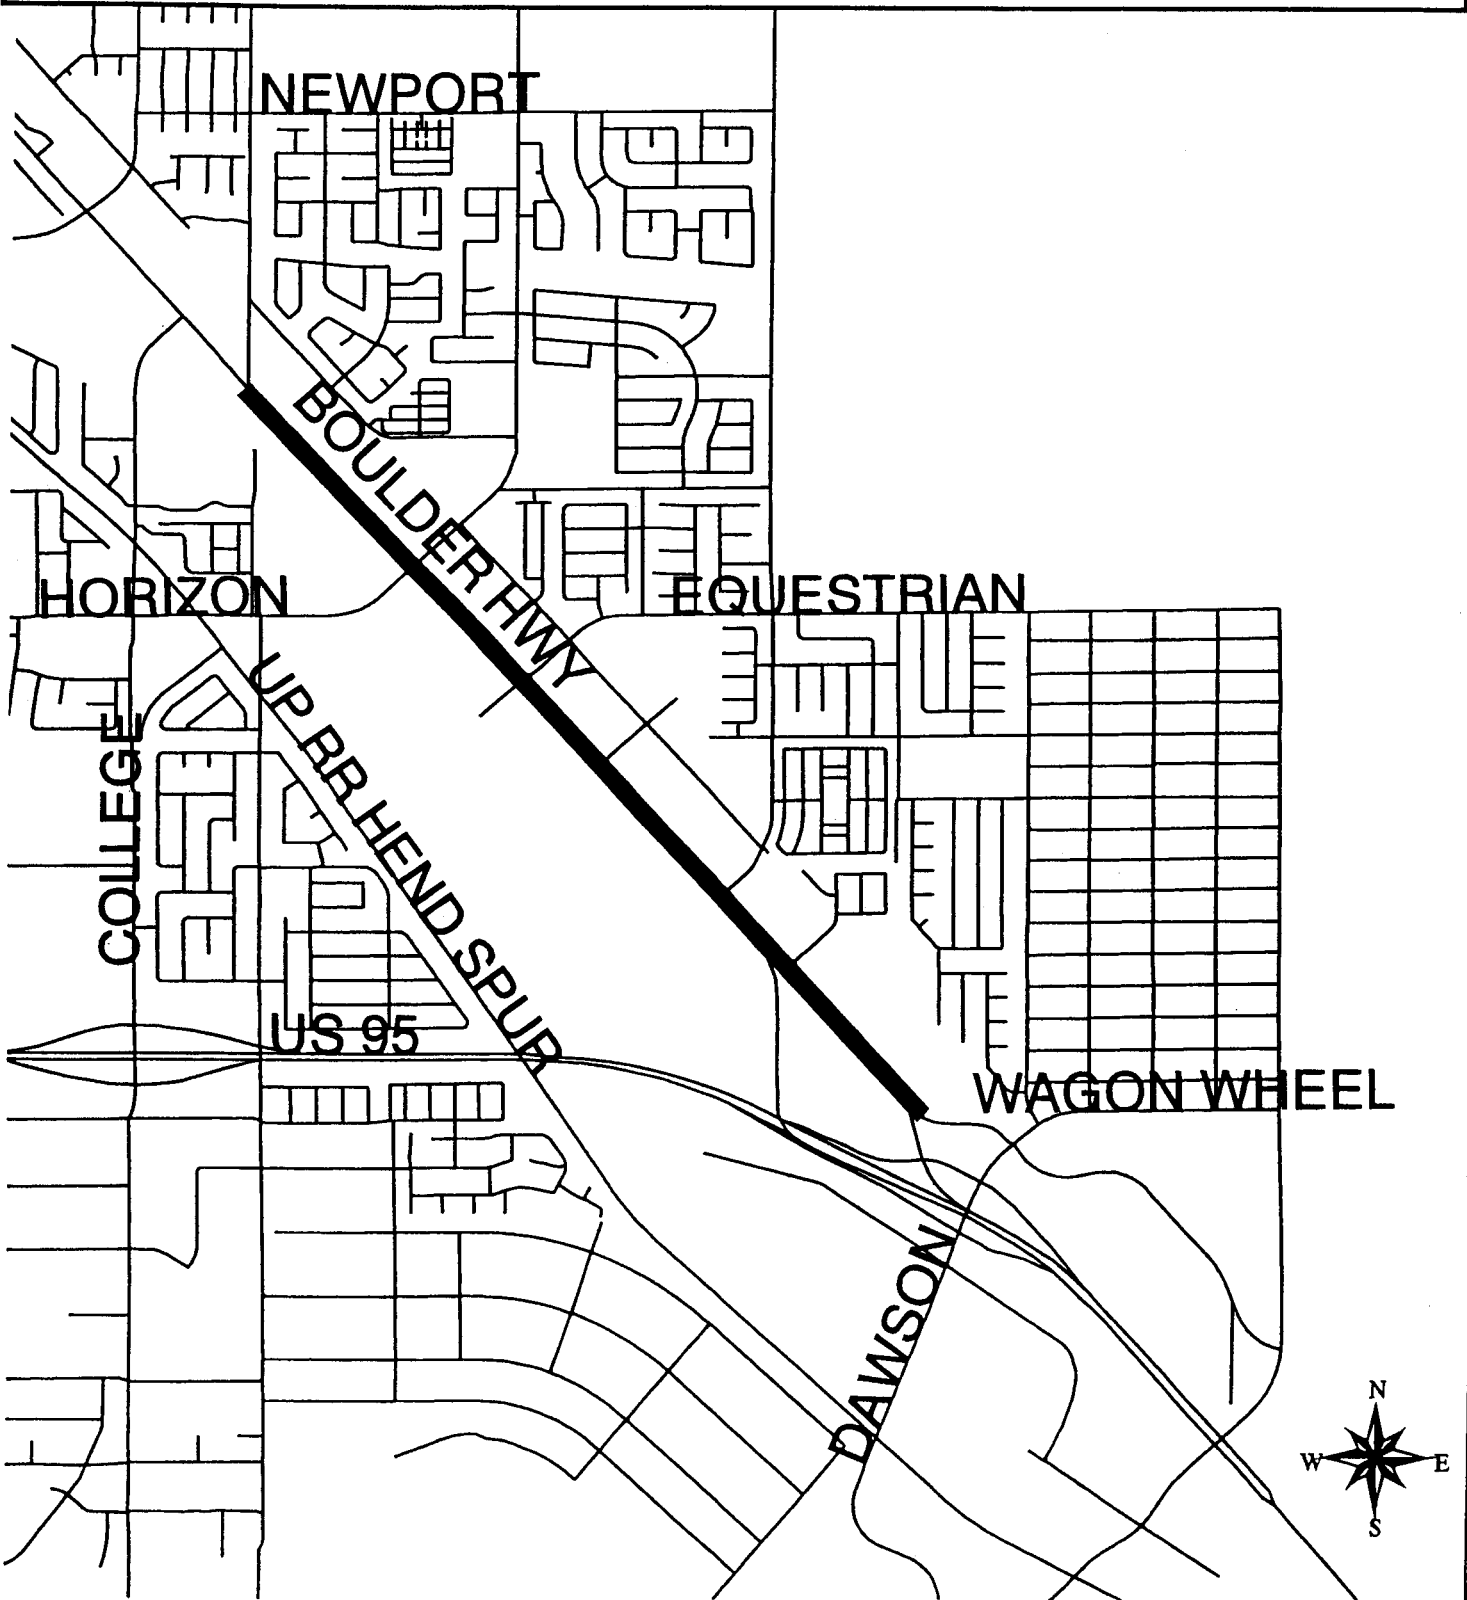 NEWPORT
BOULDER HWY
HORIZON
EQUESTRIAN
UP RR HEND SPUR
COLLEGE
US 95
WAGON WHEEL
DAWSON
N
W E
S